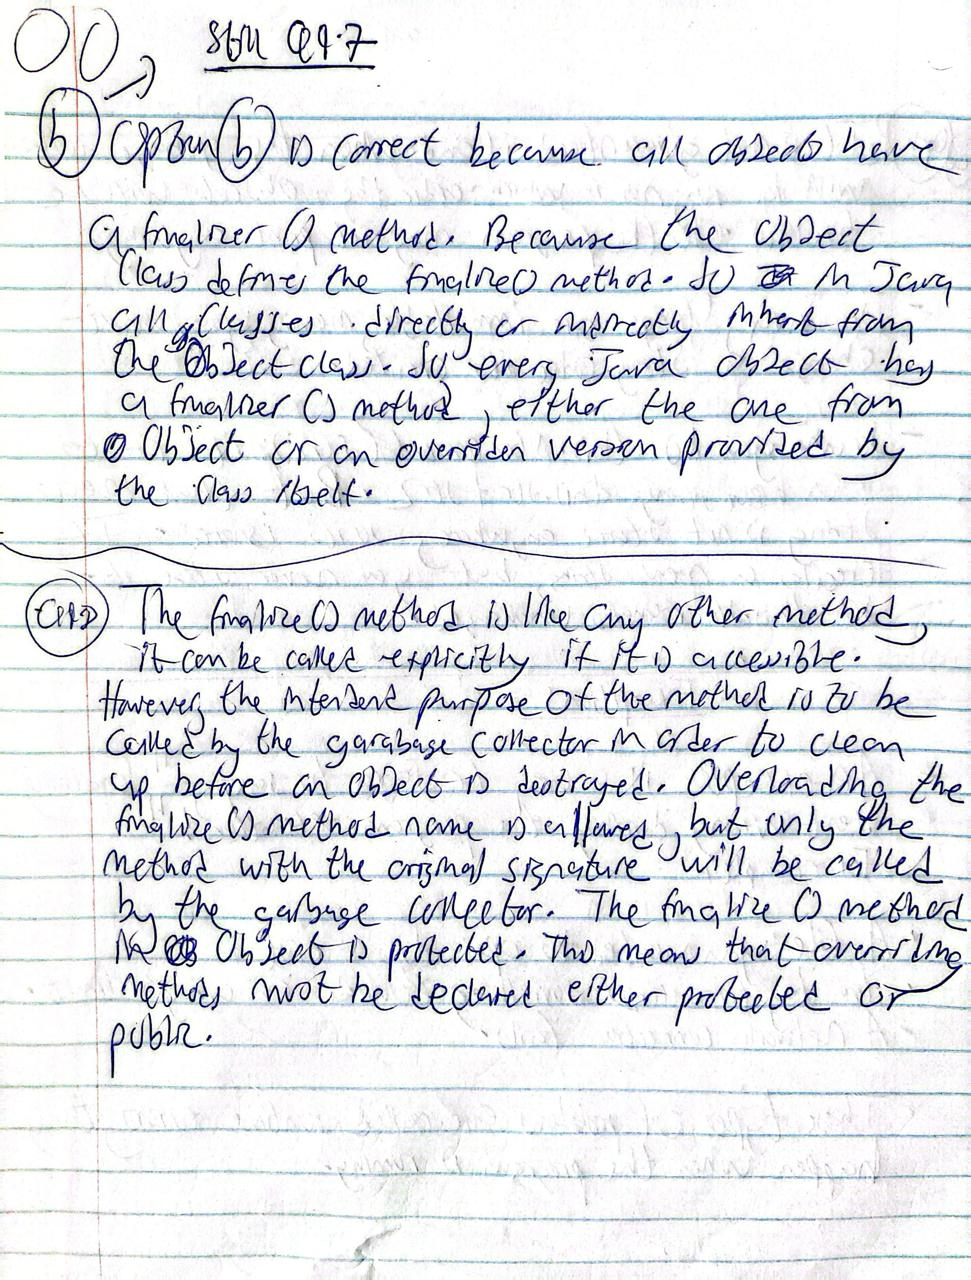 Still Q9.7
b) Option (b) is correct because all objects have
a finalizer () method. Because the Object
Class defines the finalize() method. So in Java
all classes directly or indirectly inherit from
the Object class. So, every Java object has
a finalizer () method, either the one from
Object or an overriden version provided by
the class itself.
The finalize() method is like any other method,
it can be called explicitly if it is accessible.
However, the intended purpose of the method is to be
called by the garabage collector in order to clean
up before an object is destroyed. Overloading the
finalize () method name is allowed, but only the
method with the original signature will be called
by the garbage collector. The finalize () method
in Object is protected. This means that overriding
methods must be declared either protected or
public.